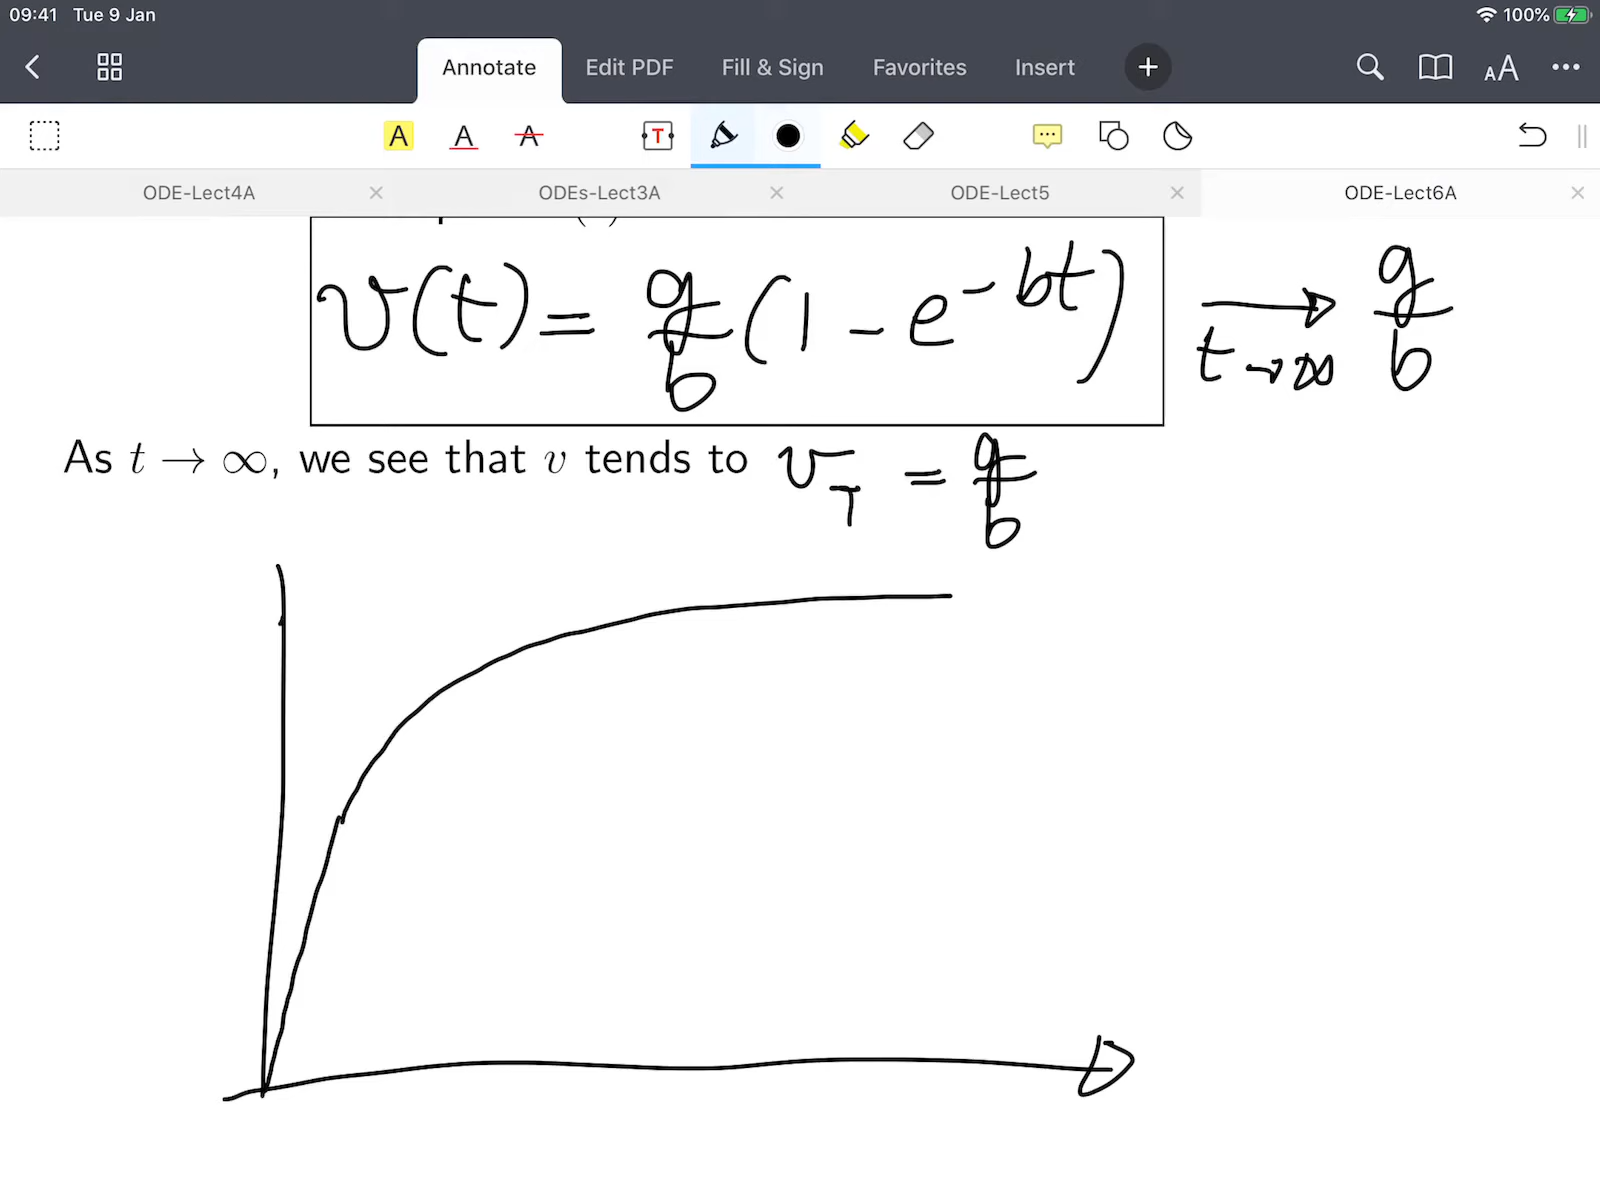 09:41 Tue 9 Jan 100%
Annotate Edit PDF Fill & Sign Favorites Insert + AA
A A A T
ODE-Lect4A × ODEs-Lect3A × ODE-Lect5 × ODE-Lect6A ×
v(t) = g/b (1 - e^{-bt}) ⟶ t→∞ g/b
As t → ∞, we see that v tends to v_T = g/b